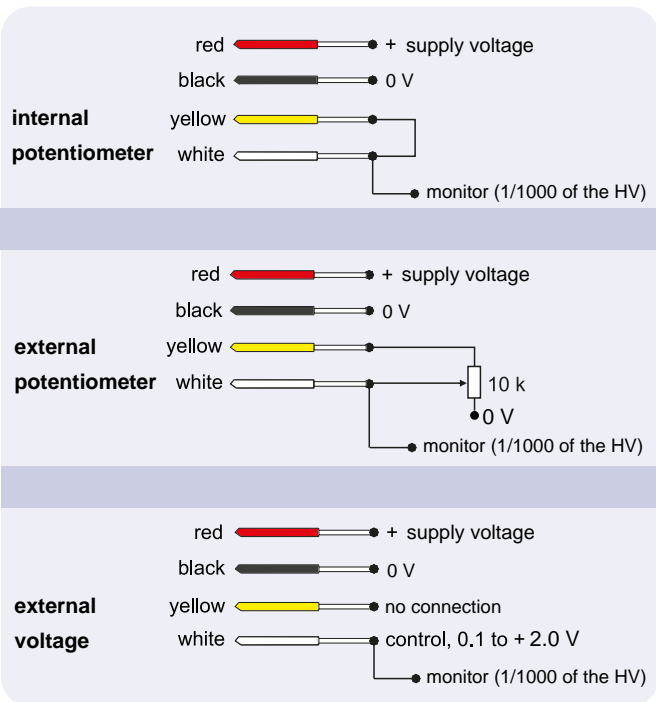 red + supply voltage
black 0 V
internal yellow
potentiometer white
monitor (1/1000 of the HV)
red + supply voltage
black 0 V
external yellow
potentiometer white 10 k
0 V
monitor (1/1000 of the HV)
red + supply voltage
black 0 V
external yellow no connection
voltage white control, 0.1 to + 2.0 V
monitor (1/1000 of the HV)